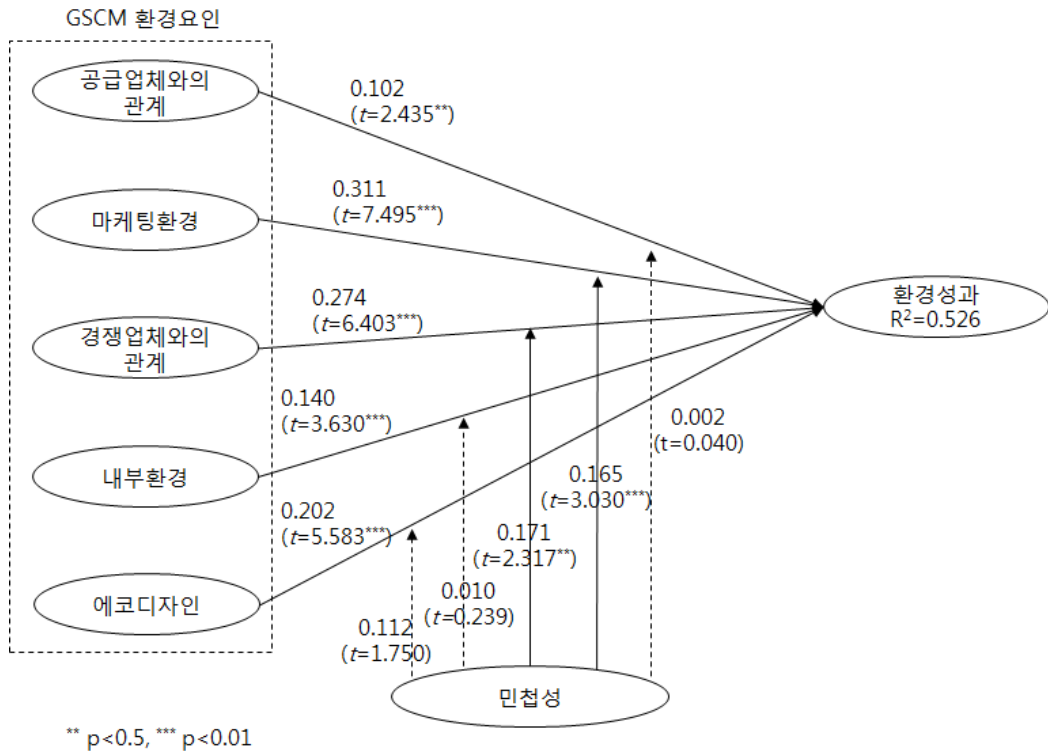 GSCM 환경요인
공급업체와의
관계
0.102
(t=2.435**)
마케팅환경
0.311
(t=7.495***)
경쟁업체와의
관계
0.274
(t=6.403***)
환경성과
R²=0.526
내부환경
0.140
(t=3.630***)
에코디자인
0.202
(t=5.583***)
0.002
(t=0.040)
0.165
(t=3.030***)
0.171
(t=2.317**)
0.010
(t=0.239)
0.112
(t=1.750)
민첩성
** p<0.5, *** p<0.01